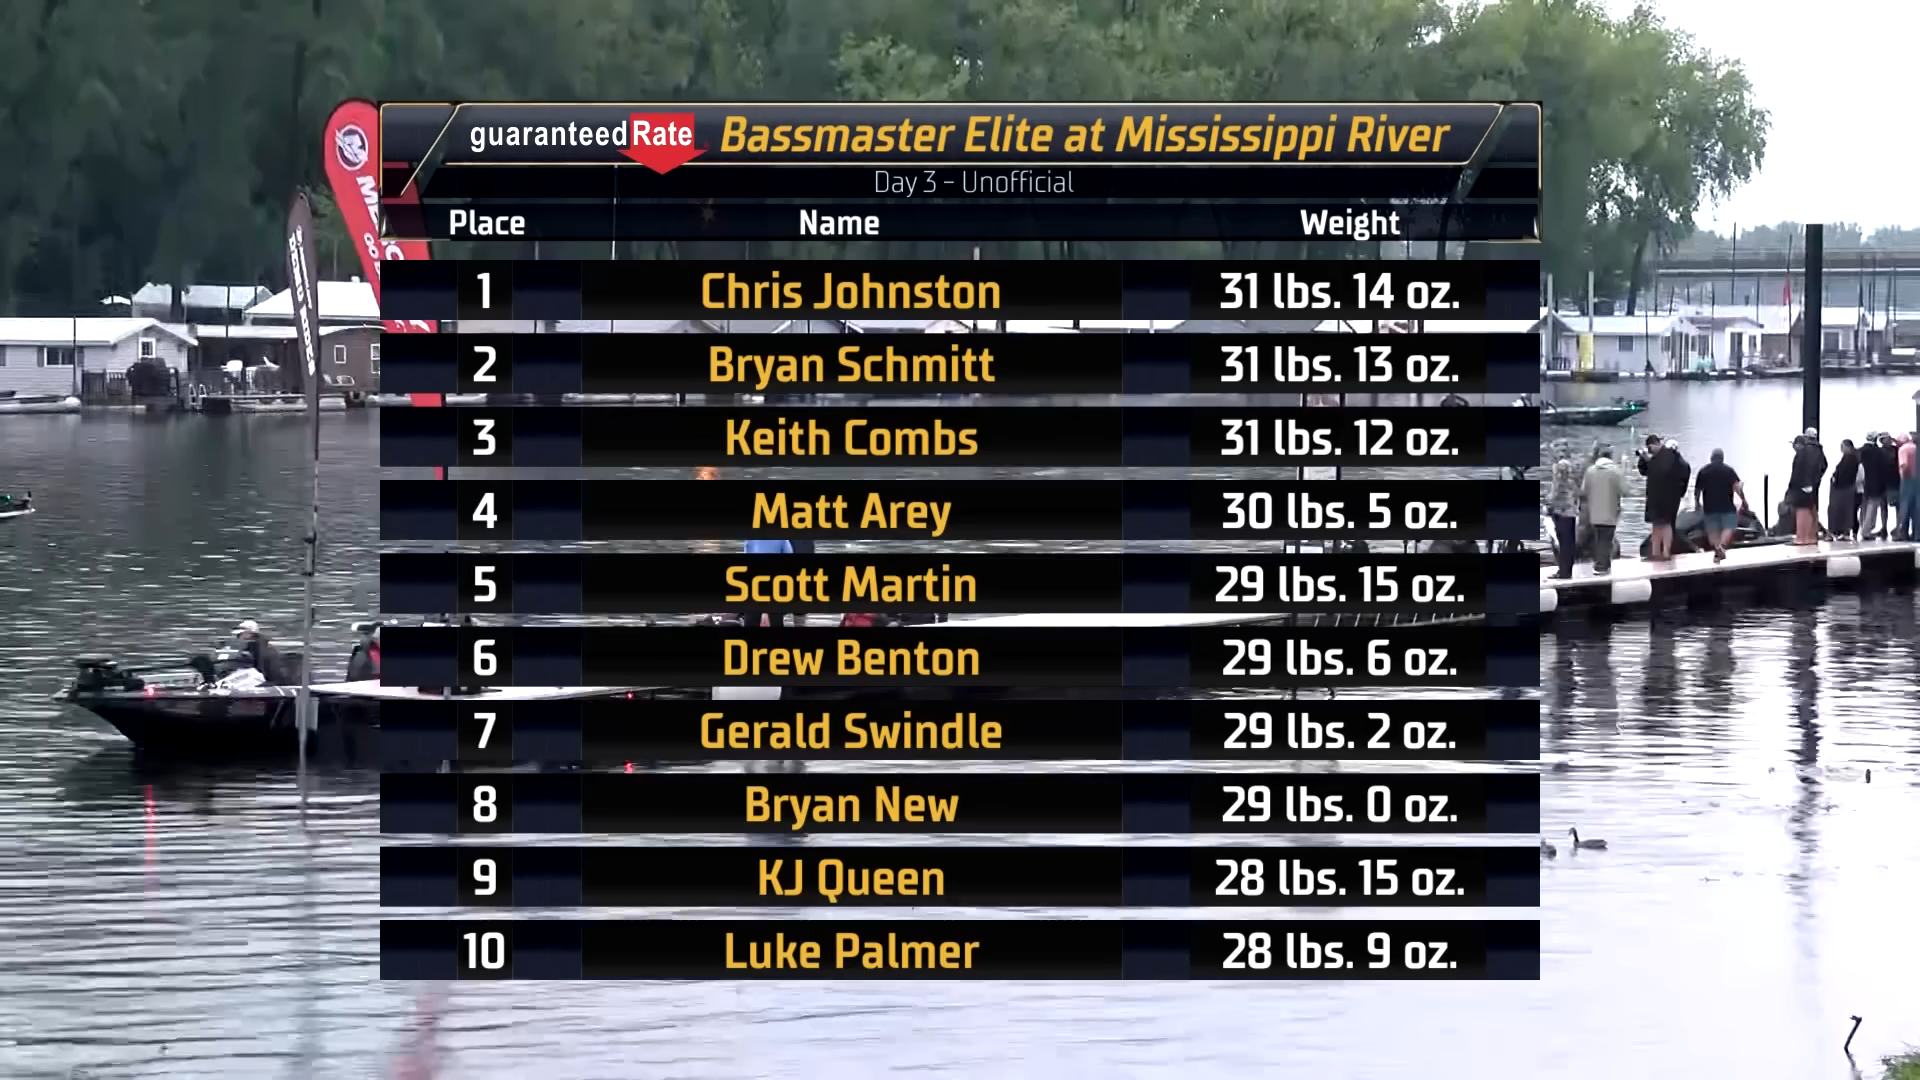 guaranteedRate Bassmaster Elite at Mississippi River
Day 3 – Unofficial
Place Name Weight
1 Chris Johnston 31 lbs. 14 oz.
2 Bryan Schmitt 31 lbs. 13 oz.
3 Keith Combs 31 lbs. 12 oz.
4 Matt Arey 30 lbs. 5 oz.
5 Scott Martin 29 lbs. 15 oz.
6 Drew Benton 29 lbs. 6 oz.
7 Gerald Swindle 29 lbs. 2 oz.
8 Bryan New 29 lbs. 0 oz.
9 KJ Queen 28 lbs. 15 oz.
10 Luke Palmer 28 lbs. 9 oz.